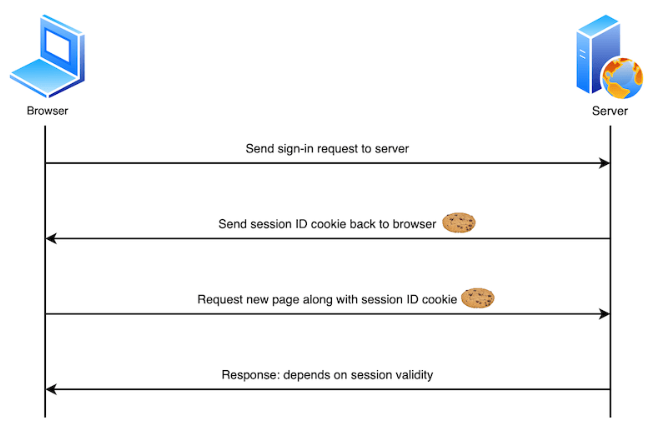 Browser
Server
Send sign-in request to server
Send session ID cookie back to browser
Request new page along with session ID cookie
Response: depends on session validity